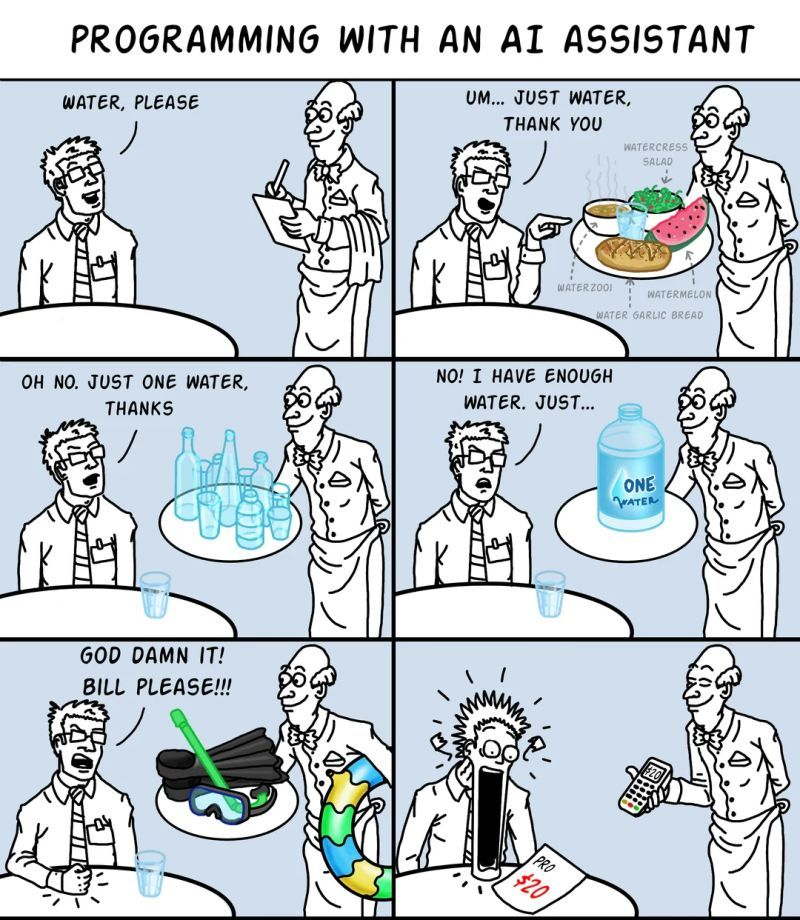 PROGRAMMING WITH AN AI ASSISTANT
WATER, PLEASE
UM... JUST WATER,
THANK YOU
WATERCRESS
SALAD
WATERZOOI
WATERMELON
WATER GARLIC BREAD
OH NO. JUST ONE WATER,
THANKS
NO! I HAVE ENOUGH
WATER. JUST...
ONE
WATER
GOD DAMN IT!
BILL PLEASE!!!
$20
PRO
$20